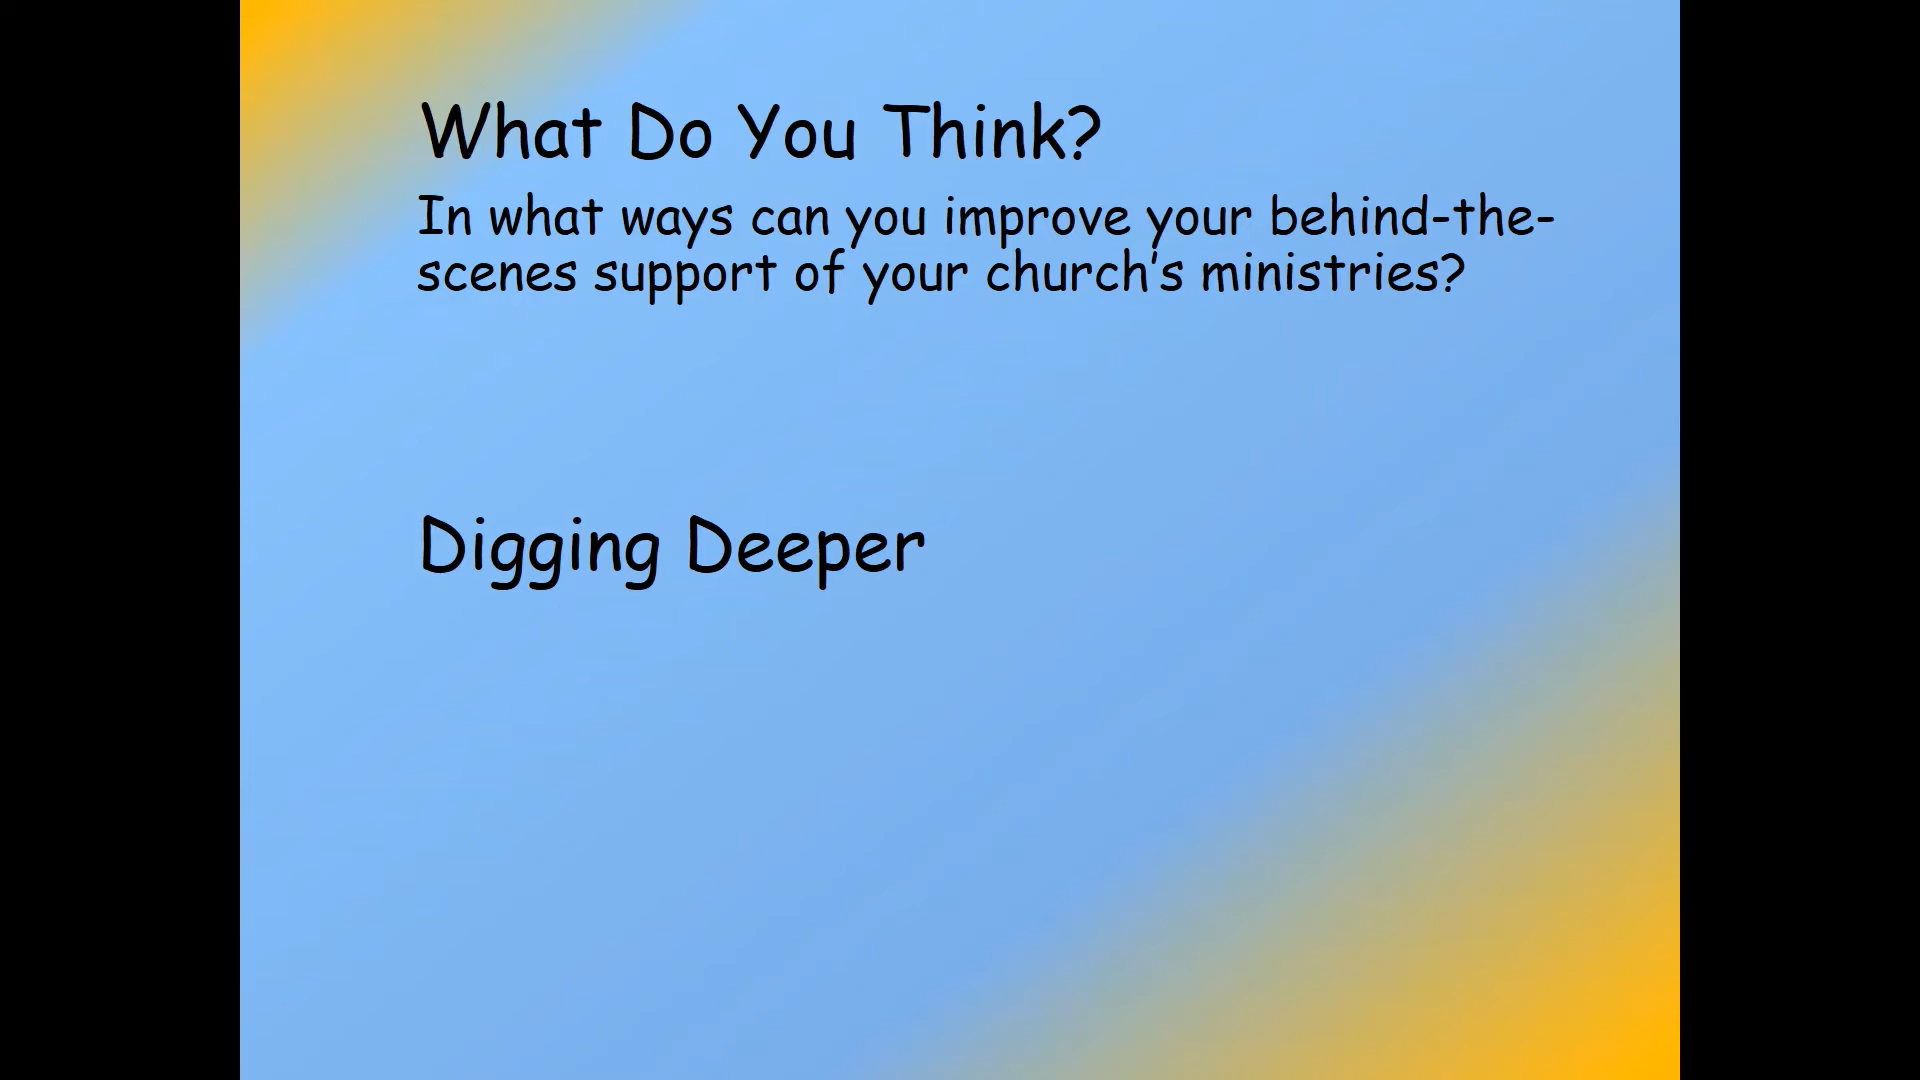 What Do You Think?
In what ways can you improve your behind-the-
scenes support of your church's ministries?
Digging Deeper